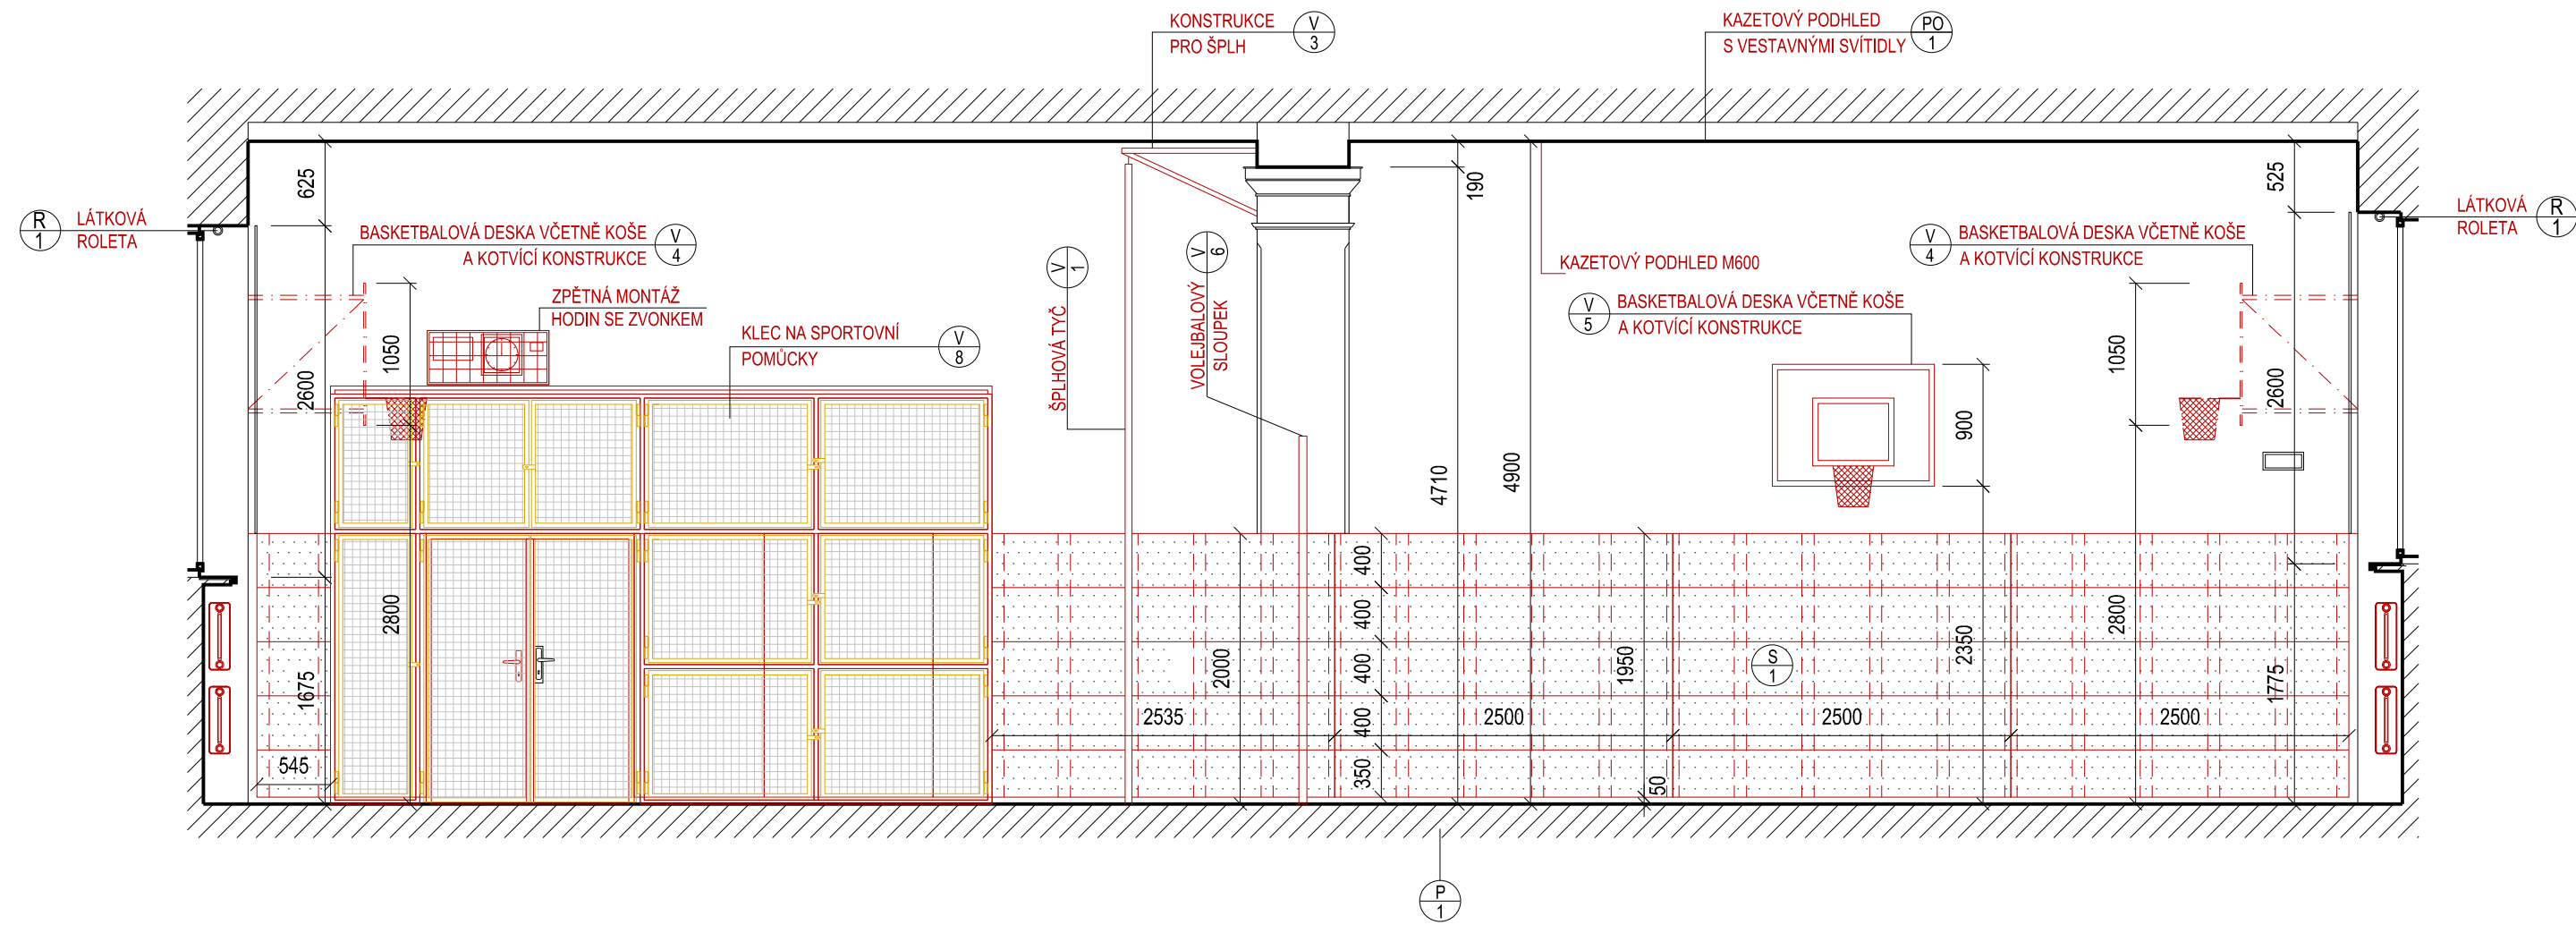 KONSTRUKCE
PRO ŠPLH
V
3
KAZETOVÝ PODHLED
S VESTAVNÝMI SVÍTIDLY
PO
1
R
1
LÁTKOVÁ
ROLETA
625
BASKETBALOVÁ DESKA VČETNĚ KOŠE
A KOTVÍCÍ KONSTRUKCE
V
4
ZPĚTNÁ MONTÁŽ
HODIN SE ZVONKEM
KLEC NA SPORTOVNÍ
POMŮCKY
V
8
1050
2600
2800
1675
545
V
1
ŠPLHOVÁ TYČ
V
6
VOLEJBALOVÝ
SLOUPEK
190
4710
4900
KAZETOVÝ PODHLED M600
V
5
BASKETBALOVÁ DESKA VČETNĚ KOŠE
A KOTVÍCÍ KONSTRUKCE
V
4
BASKETBALOVÁ DESKA VČETNĚ KOŠE
A KOTVÍCÍ KONSTRUKCE
525
LÁTKOVÁ
ROLETA
R
1
900
1050
2600
2000
400
400
400
400
350
1950
50
S
1
2350
2800
1775
2535
2500
2500
2500
P
1